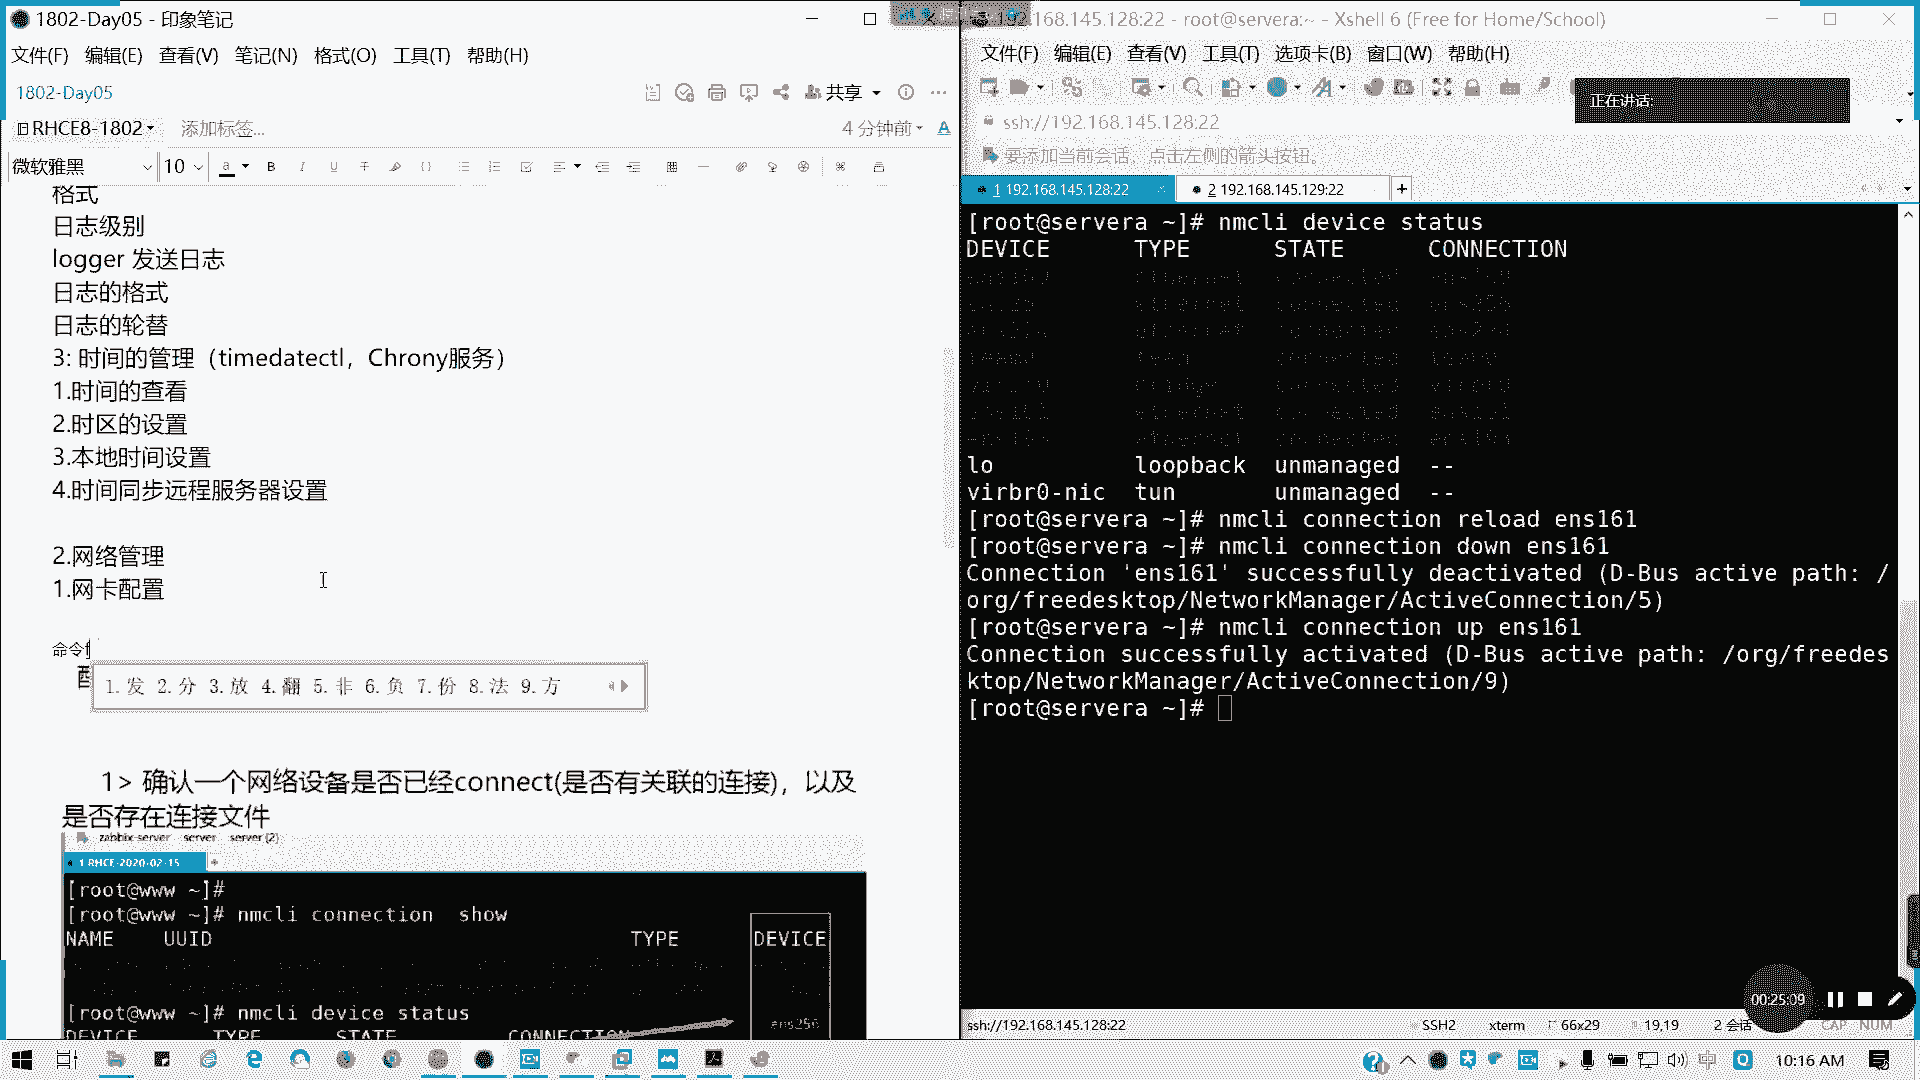 1802-Day05 - 印象笔记
文件(F) 编辑(E) 查看(V) 笔记(N) 格式(O) 工具(T) 帮助(H)
1802-Day05
共享
RHCE8-1802
添加标签...
4 分钟前
微软雅黑 10
格式
日志级别
logger 发送日志
日志的格式
日志的轮替
3: 时间的管理（timedatectl，Chrony服务）
1.时间的查看
2.时区的设置
3.本地时间设置
4.时间同步远程服务器设置
2.网络管理
1.网卡配置
命令f
1.发 2.分 3.放 4.翻 5.非 6.负 7.份 8.法 9.方
1> 确认一个网络设备是否已经connect(是否有关联的连接)，以及
是否存在连接文件
zabbix-server server server (2)
1 RHCE-2020-02-15
[root@www ~]#
[root@www ~]# nmcli connection show
NAME UUID TYPE DEVICE
[root@www ~]# nmcli device status
DEVICE TYPE STATE CONNECTION
ens256
192.168.145.128:22 - root@servera:~ - Xshell 6 (Free for Home/School)
文件(F) 编辑(E) 查看(V) 工具(T) 选项卡(B) 窗口(W) 帮助(H)
正在讲话:
ssh://192.168.145.128:22
要添加当前会话，点击左侧的箭头按钮。
1 192.168.145.128:22
2 192.168.145.129:22
[root@servera ~]# nmcli device status
DEVICE TYPE STATE CONNECTION
lo loopback unmanaged --
virbr0-nic tun unmanaged --
[root@servera ~]# nmcli connection reload ens161
[root@servera ~]# nmcli connection down ens161
Connection 'ens161' successfully deactivated (D-Bus active path: /
org/freedesktop/NetworkManager/ActiveConnection/5)
[root@servera ~]# nmcli connection up ens161
Connection successfully activated (D-Bus active path: /org/freedes
ktop/NetworkManager/ActiveConnection/9)
[root@servera ~]#
00:25:09
ssh://192.168.145.128:22 SSH2 xterm 66x29 19,19 2 会话 CAP NUM
中
10:16 AM